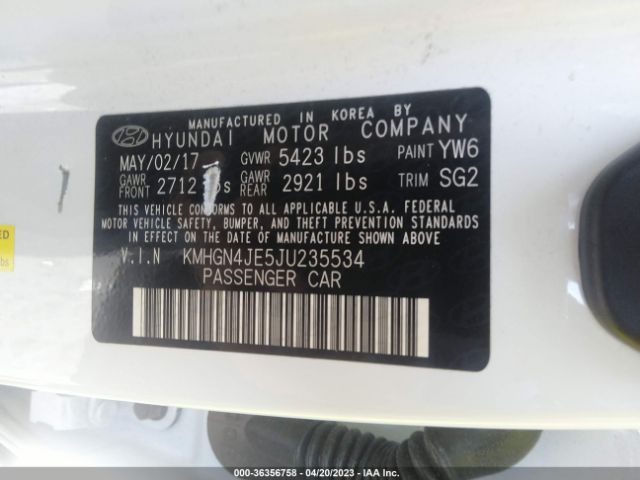 MANUFACTURED IN KOREA BY
HYUNDAI MOTOR COMPANY
MAY/02/17 GVWR 5423 lbs PAINT YW6
GAWR FRONT 2712 GAWR REAR 2921 lbs TRIM SG2
THIS VEHICLE CONFORMS TO ALL APPLICABLE U.S.A. FEDERAL
MOTOR VEHICLE SAFETY, BUMPER, AND THEFT PREVENTION STANDARDS
IN EFFECT ON THE DATE OF MANUFACTURE SHOWN ABOVE
V.I.N KMHGN4JE5JU235534
PASSENGER CAR
000-36356758 - 04/20/2023 - IAA Inc.